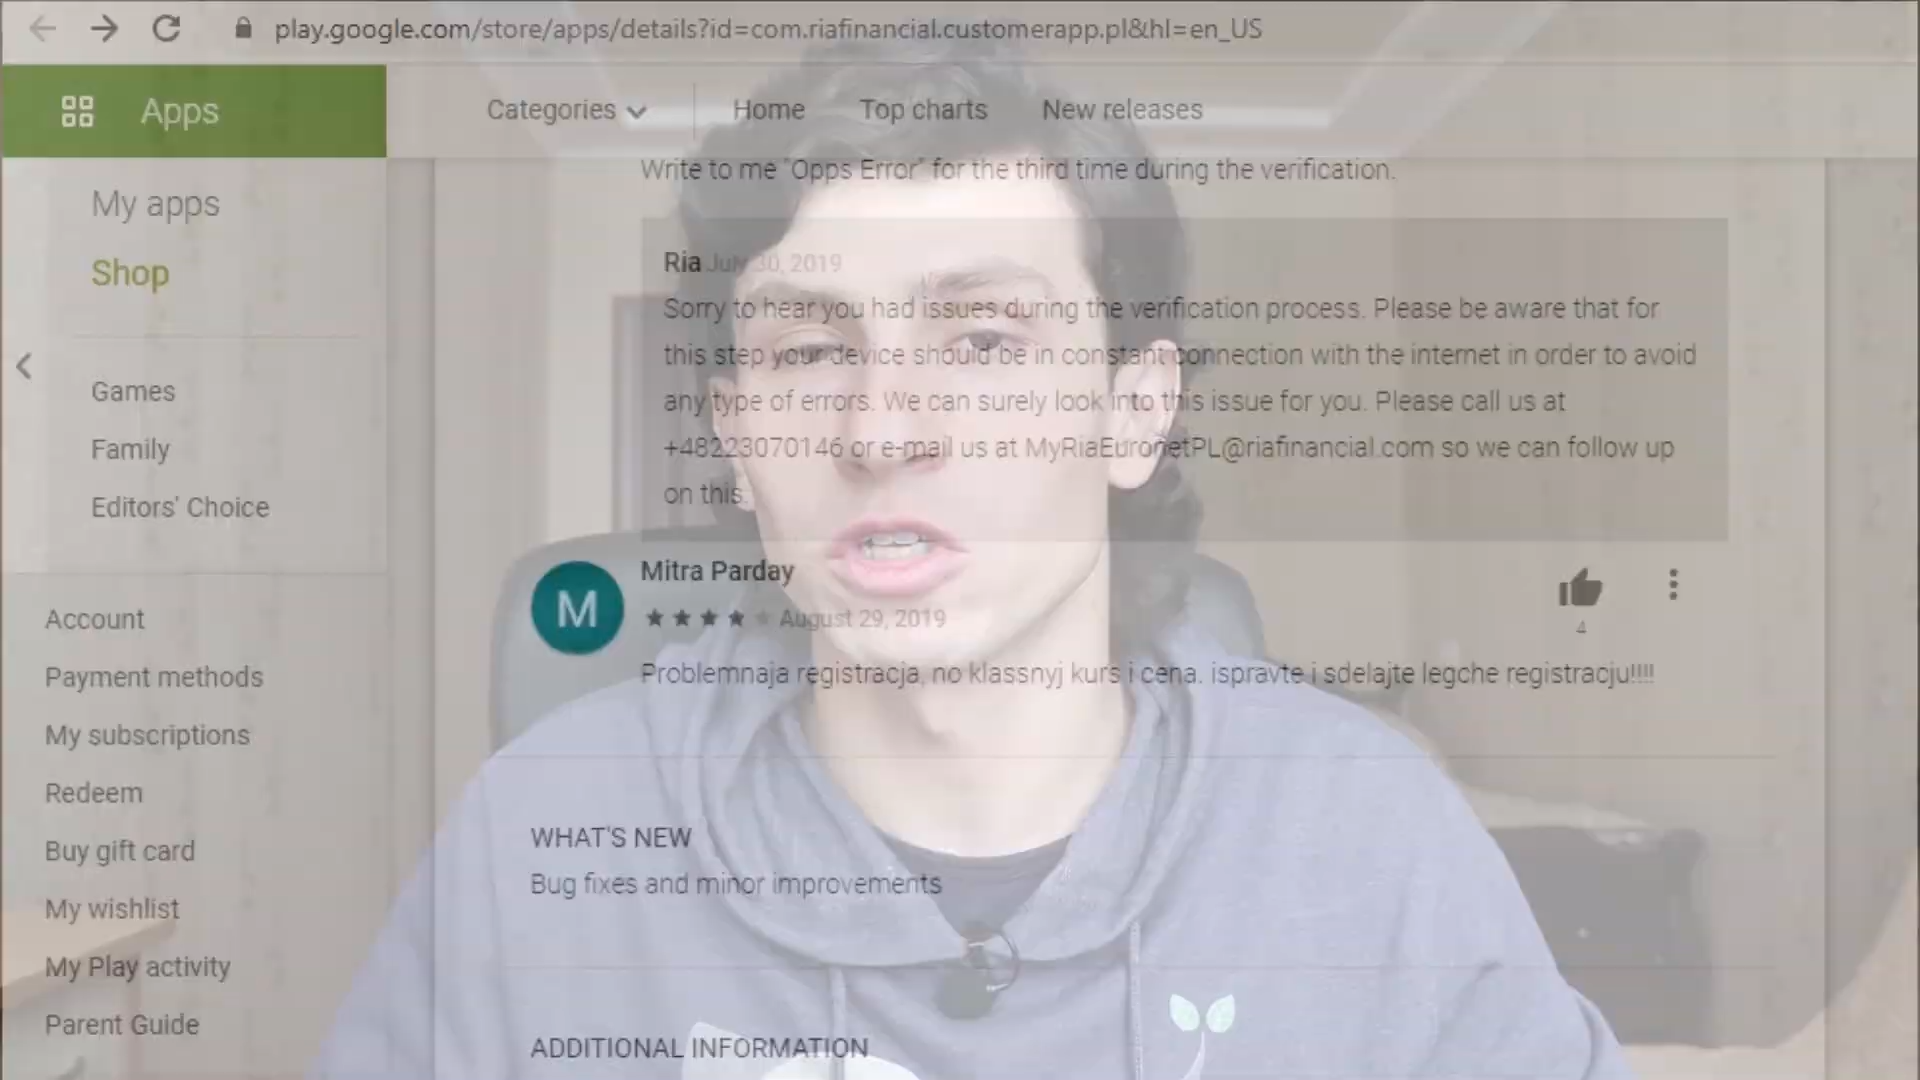 play.google.com/store/apps/details?id=com.riafinancial.customerapp.pl&hl=en_US
Apps
Categories
Home
Top charts
New releases
Write to me "Opps Error" for the third time during the verification.
My apps
Shop
Games
Family
Editors' Choice
Account
Payment methods
My subscriptions
Redeem
Buy gift card
My wishlist
My Play activity
Parent Guide
Ria July 30, 2019
Sorry to hear you had issues during the verification process. Please be aware that for
this step your device should be in constant connection with the internet in order to avoid
any type of errors. We can surely look into this issue for you. Please call us at
+48223070146 or e-mail us at MyRiaEuronetPL@riafinancial.com so we can follow up
on this.
M
Mitra Parday
August 29, 2019
4
Problemnaja registracja, no klassnyj kurs i cena. ispravte i sdelajte legche registracju!!!!
WHAT'S NEW
Bug fixes and minor improvements
ADDITIONAL INFORMATION